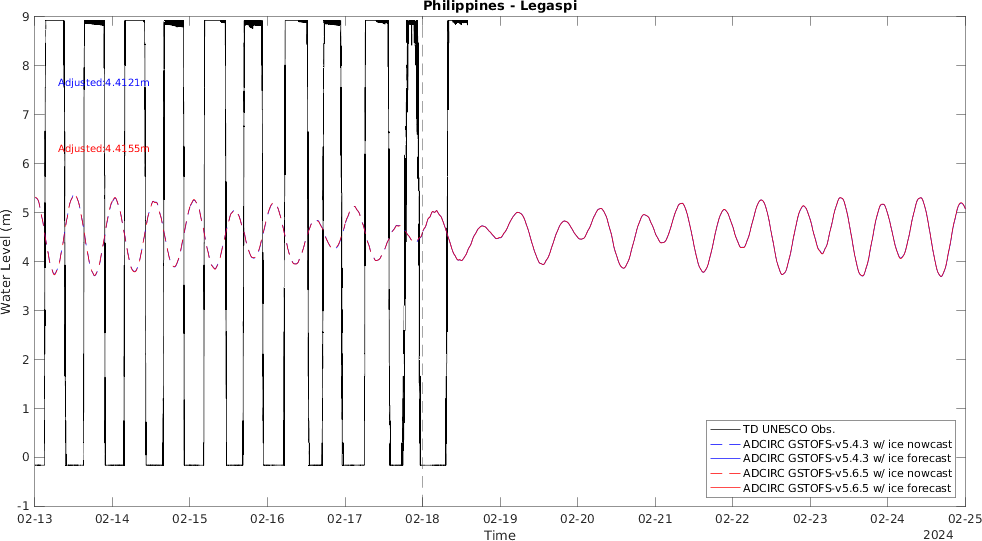 Philippines - Legaspi
9
8
7
6
5
4
3
2
1
0
-1
Water Level (m)
Adjusted:4.4121m
Adjusted:4.4155m
TD UNESCO Obs.
ADCIRC GSTOFS-v5.4.3 w/ ice nowcast
ADCIRC GSTOFS-v5.4.3 w/ ice forecast
ADCIRC GSTOFS-v5.6.5 w/ ice nowcast
ADCIRC GSTOFS-v5.6.5 w/ ice forecast
02-13 02-14 02-15 02-16 02-17 02-18 02-19 02-20 02-21 02-22 02-23 02-24 02-25
Time
2024